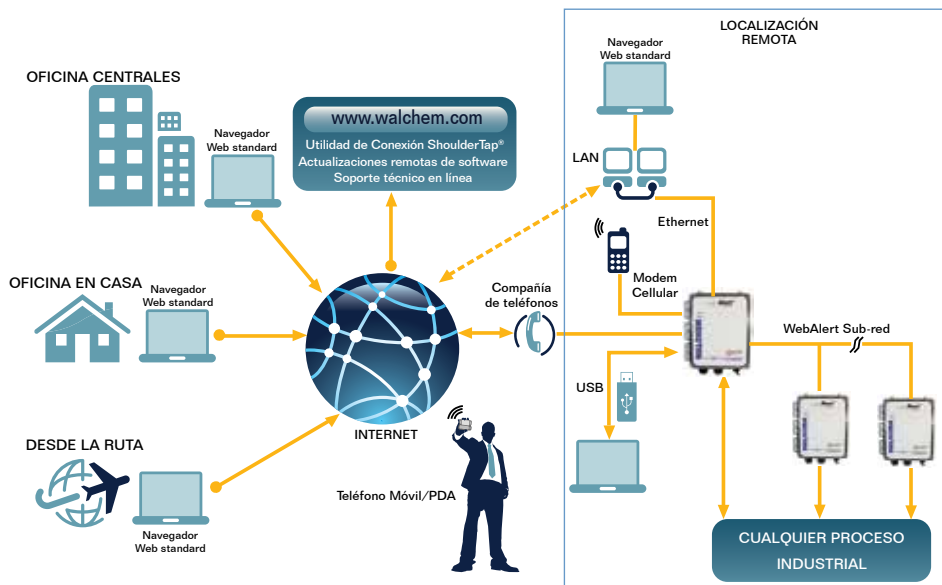 OFICINA CENTRALES
Navegador
Web standard
www.walchem.com
Utilidad de Conexión ShoulderTap®
Actualizaciones remotas de software
Soporte técnico en línea
OFICINA EN CASA
Navegador
Web standard
DESDE LA RUTA
Navegador
Web standard
INTERNET
Teléfono Móvil/PDA
Compañía
de teléfonos
LOCALIZACIÓN
REMOTA
Navegador
Web standard
LAN
Ethernet
Modem
Cellular
USB
WALCHEM
WebAlert Sub-red
CUALQUIER PROCESO
INDUSTRIAL